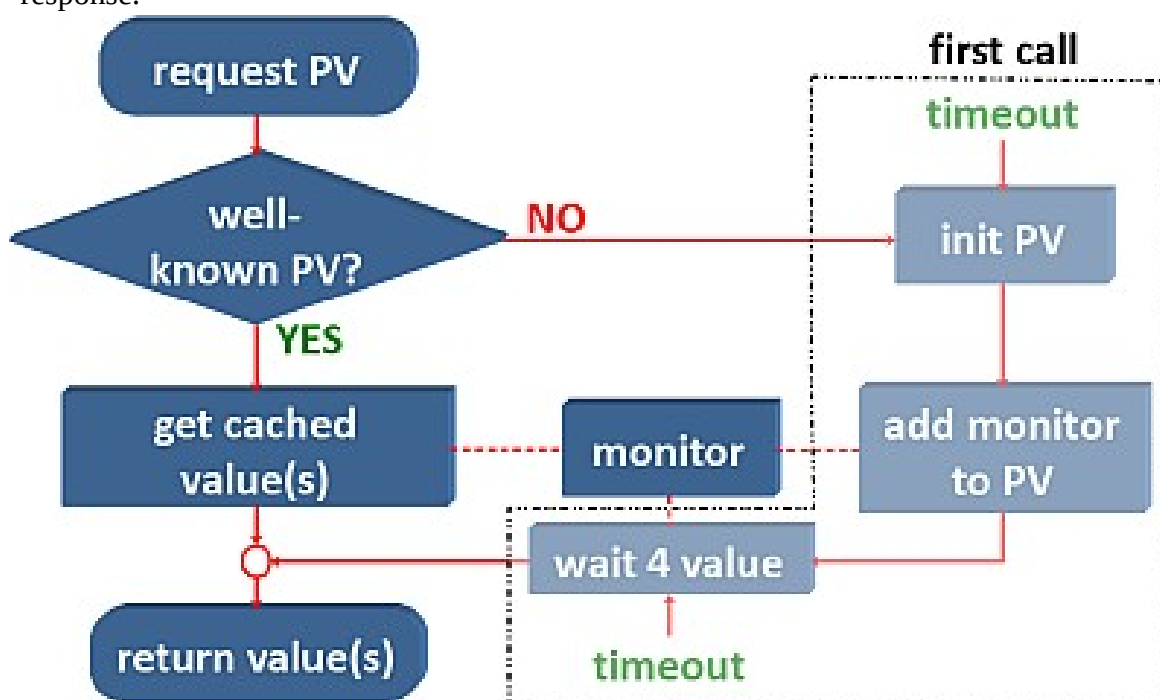 response.
first call
request PV
timeout
well-
known PV?
NO
init PV
YES
get cached
value(s)
monitor
add monitor
to PV
wait 4 value
return value(s)
timeout